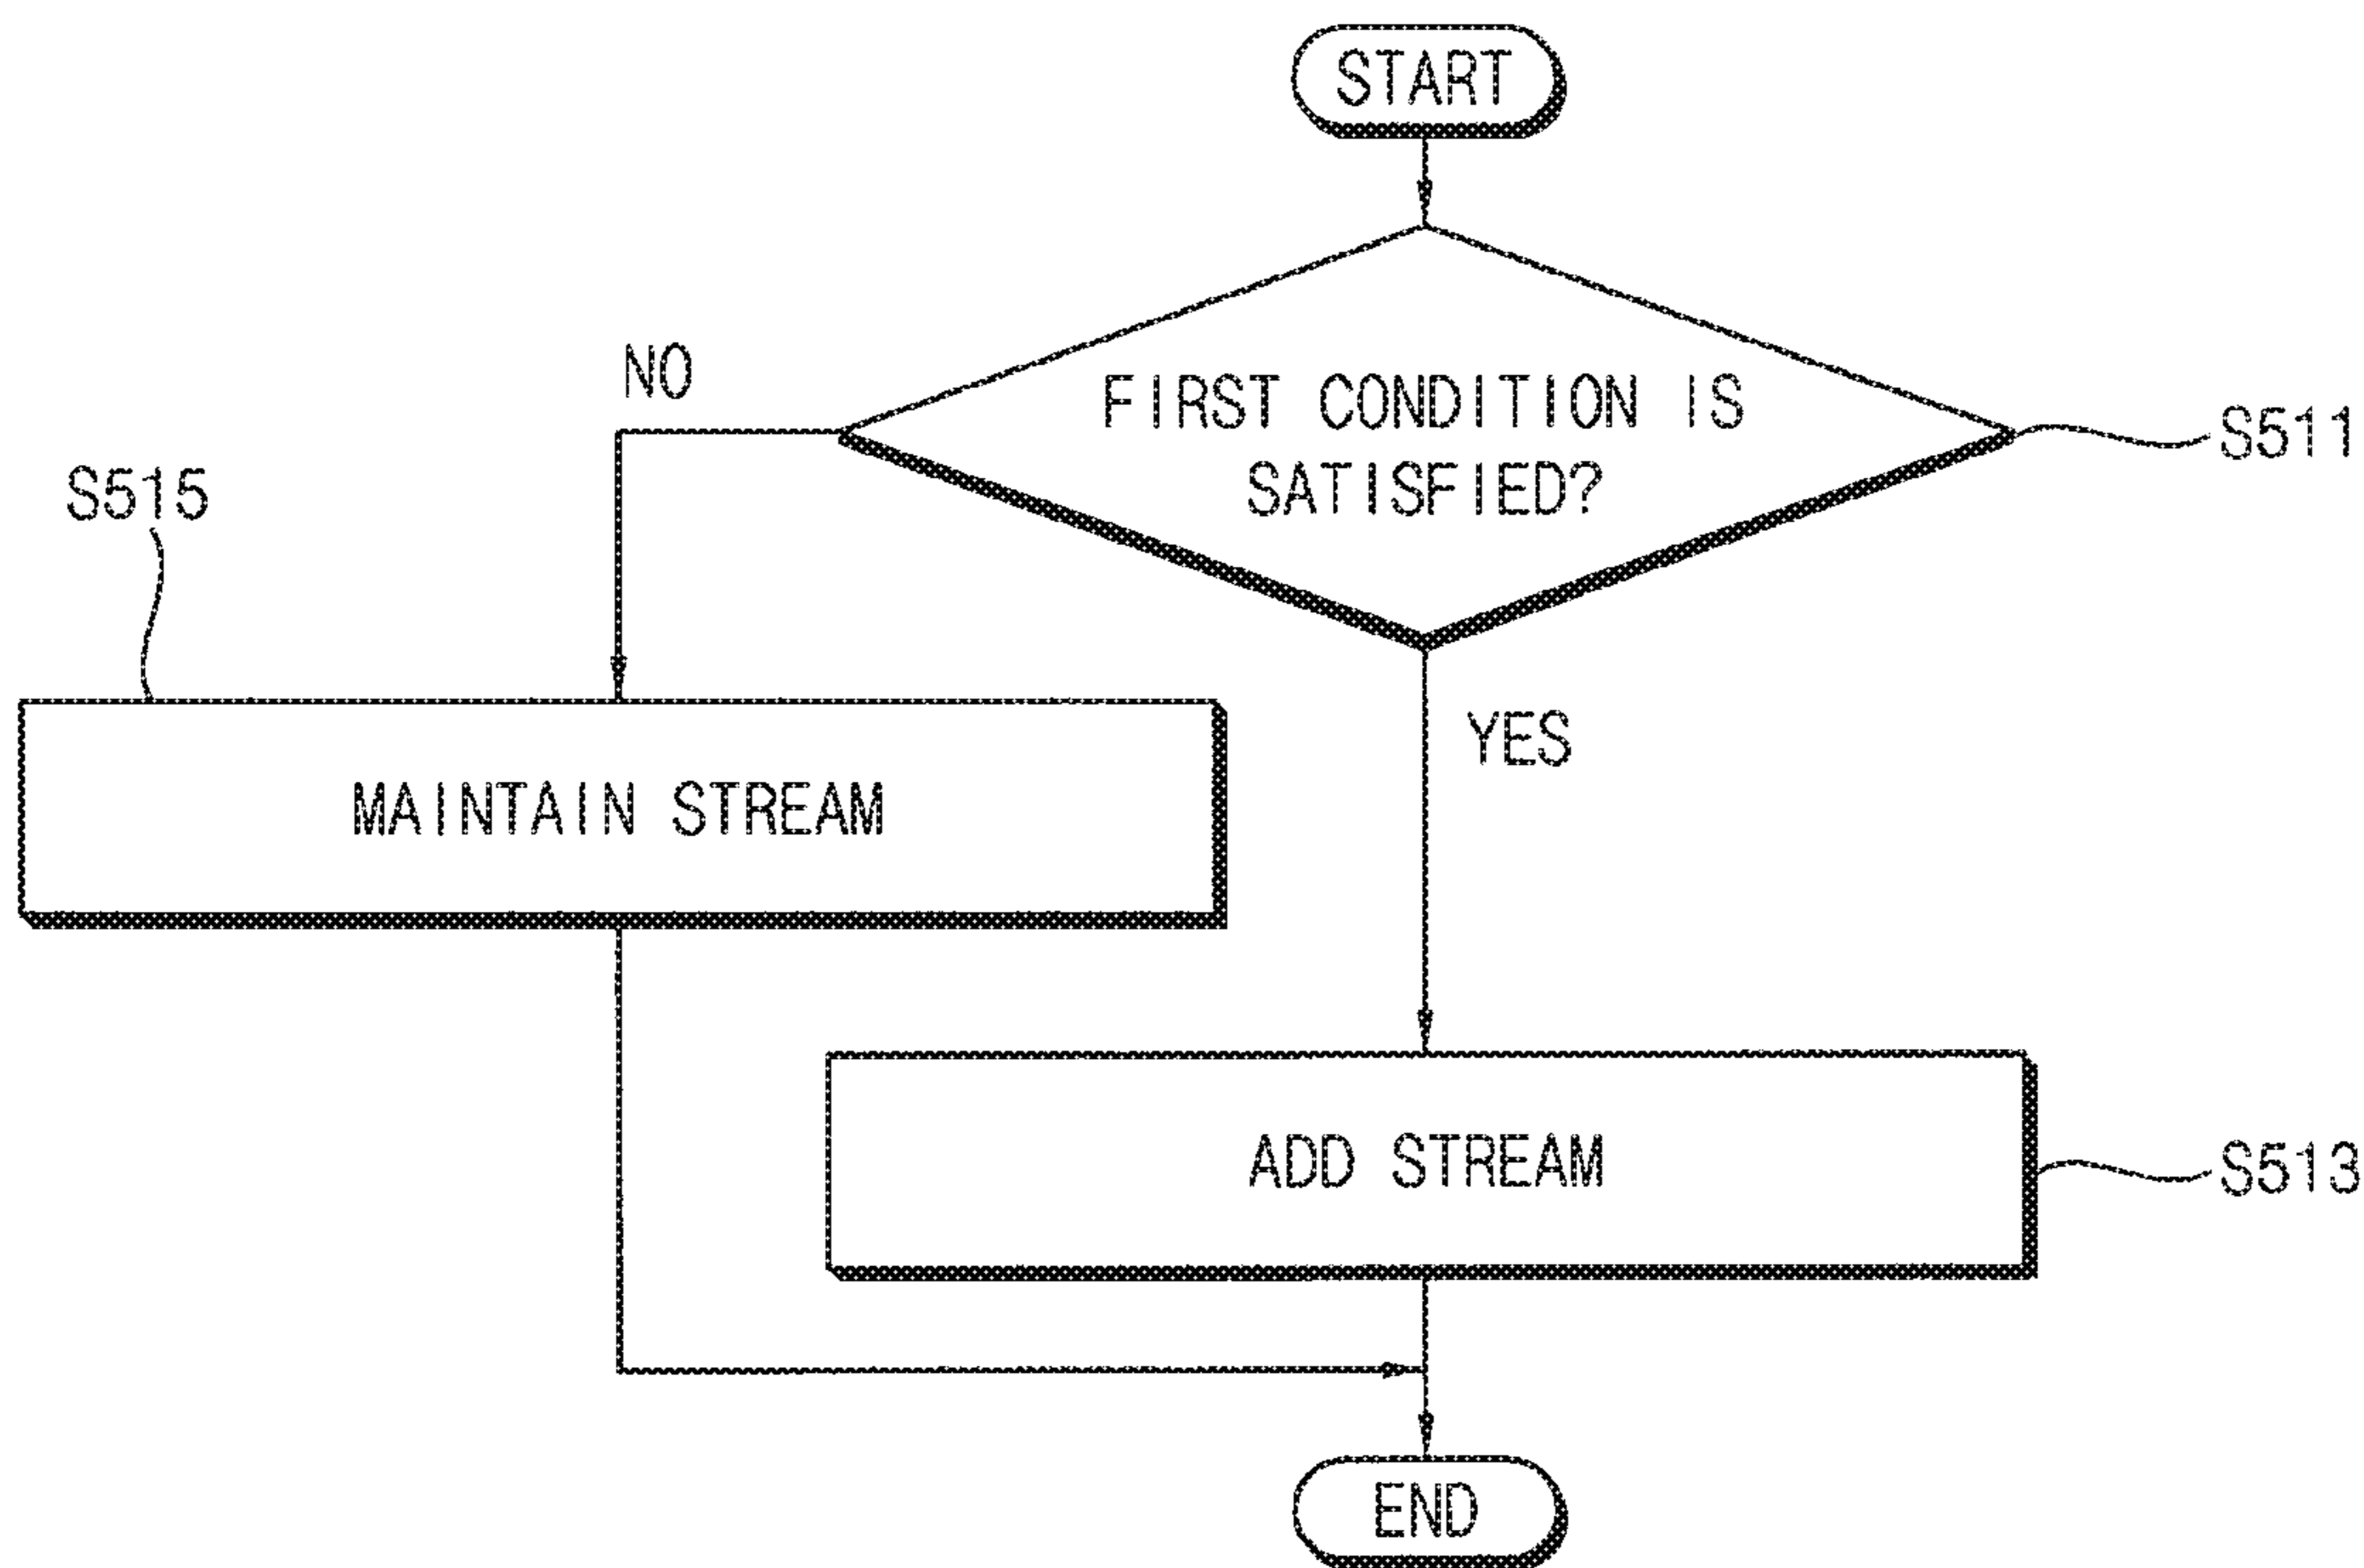 START
NO
FIRST CONDITION IS
SATISFIED?
S511
S515
YES
MAINTAIN STREAM
ADD STREAM
S513
END